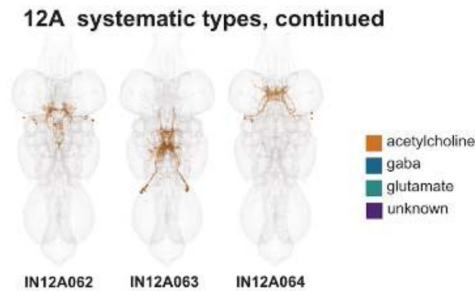 12A systematic types, continued
acetylcholine
gaba
glutamate
unknown
IN12A062 IN12A063 IN12A064